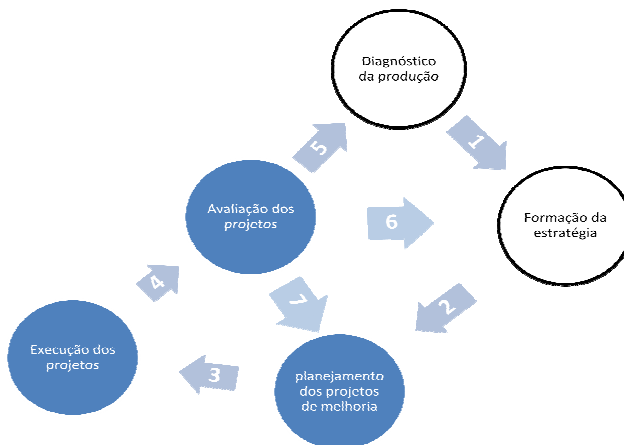 Diagnóstico
da produção
1
5
Avaliação dos
projetos
6
Formação da
estratégia
4
7
2
Execução dos
projetos
3
planejamento
dos projetos
de melhoria